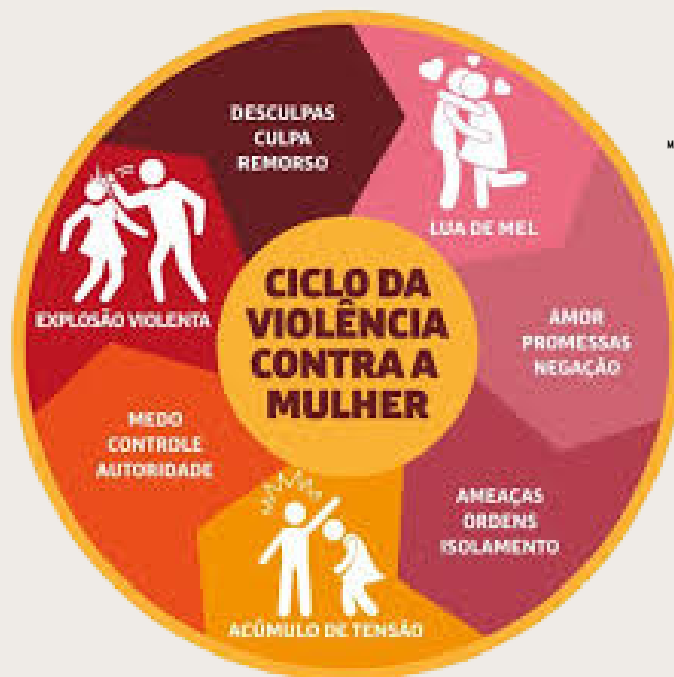 CICLO DA
VIOLÊNCIA
CONTRA A
MULHER
LUA DE MEL
AMOR
PROMESSAS
NEGAÇÃO
AMEAÇAS
ORDENS
ISOLAMENTO
ACÚMULO DE TENSÃO
MEDO
CONTROLE
AUTORIDADE
EXPLOSÃO VIOLENTA
DESCULPAS
CULPA
REMORSO
M